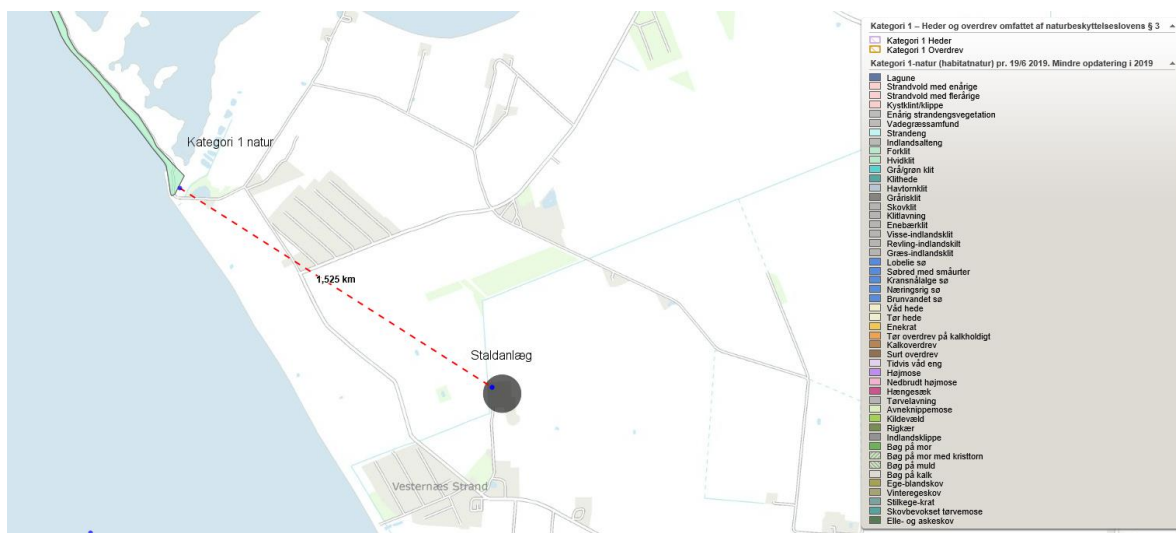 Kategori 1 natur
1,525 km
Staldanlæg
Vesternæs Strand
Kategori 1 – Heder og overdrev omfattet af naturbeskyttelseslovens § 3
Kategori 1 Heder
Kategori 1 Overdrev
Kategori 1-natur (habitatnatur) pr. 19/6 2019. Mindre opdatering i 2019
Lagune
Strandvold med enårige
Strandvold med flerårige
Kystklint/klippe
Enårig strandengsvegetation
Vadegræssamfund
Strandeng
Indlandsalteng
Forklit
Hvidklit
Grå/grøn klit
Klithede
Havtornklit
Grårisklit
Skovklit
Klitlavning
Enebærklit
Visse-indlandsklit
Revling-indlandskilt
Græs-indlandsklit
Lobelie sø
Søbred med småurter
Kransnålalge sø
Næringsrig sø
Brunvandet sø
Våd hede
Tør hede
Enekrat
Tør overdrev på kalkholdigt
Kalkoverdrev
Surt overdrev
Tidvis våd eng
Højmose
Nedbrudt højmose
Hængesæk
Tørvelavning
Avneknippemose
Kildevæld
Rigkær
Indlandsklippe
Bøg på mor
Bøg på mor med kristtorn
Bøg på muld
Bøg på kalk
Ege-blandskov
Vinteregeskov
Stilkege-krat
Skovbevokset tørvemose
Elle- og askeskov